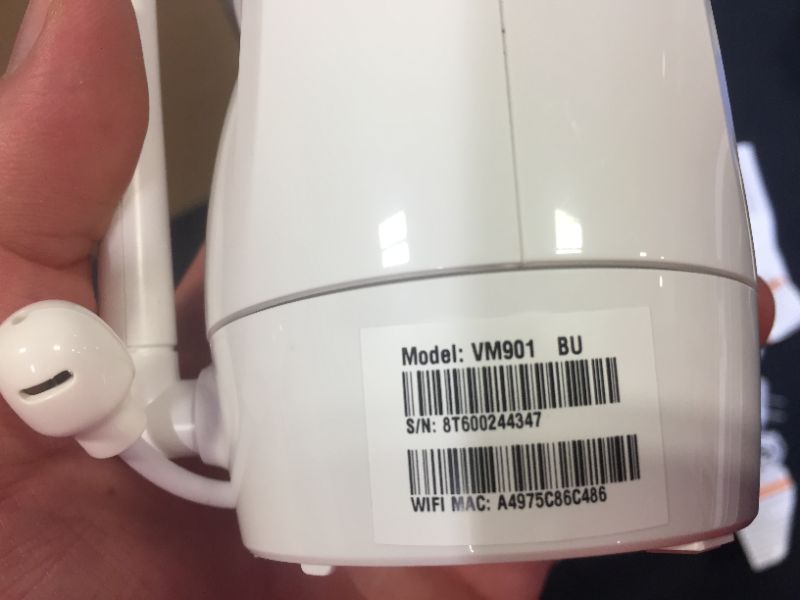 Model: VM901 BU
S/N: 8T600244347
WIFI MAC: A4975C86C486